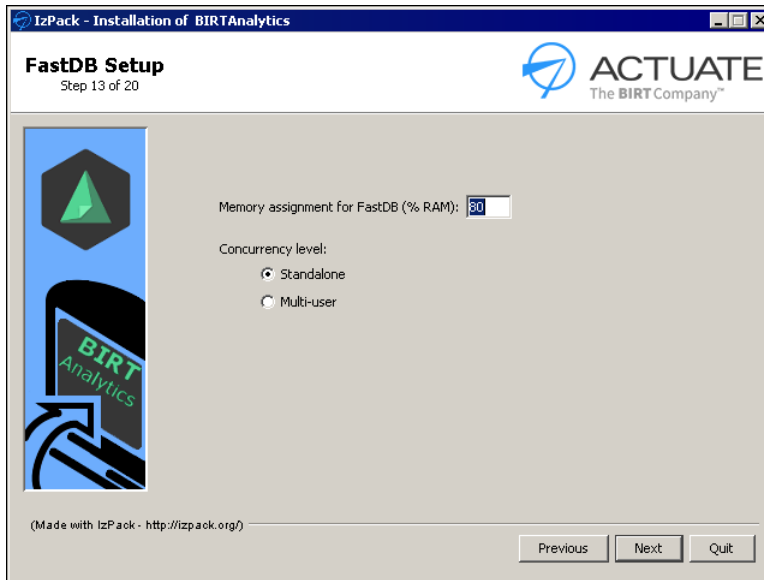 IzPack - Installation of BIRTAnalytics
FastDB Setup
Step 13 of 20
ACTUATE
The BIRT Company™
Memory assignment for FastDB (% RAM): 80
Concurrency level:
Standalone
Multi-user
BIRT
Analytics
(Made with IzPack - http://izpack.org/)
Previous
Next
Quit